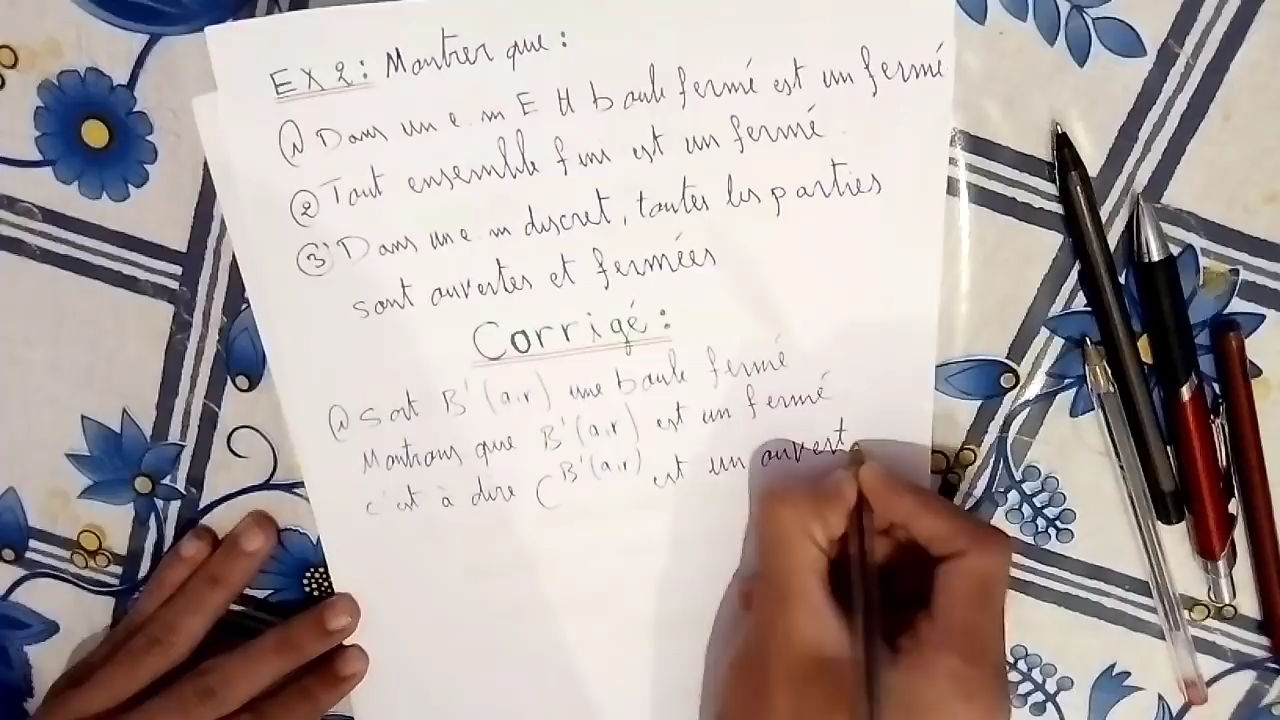 EX 2: Montrer que :
① Dans un e.m E tt boule fermé est un fermé
② Tout ensemble fini est un fermé.
③ Dans un e.m discret, toutes les parties
sont ouvertes et fermées
Corrigé :
① Soit B'(a,r) une boule fermé
Montrons que B'(a,r) est un fermé
c'est à dire C B'(a,r) est un ouvert